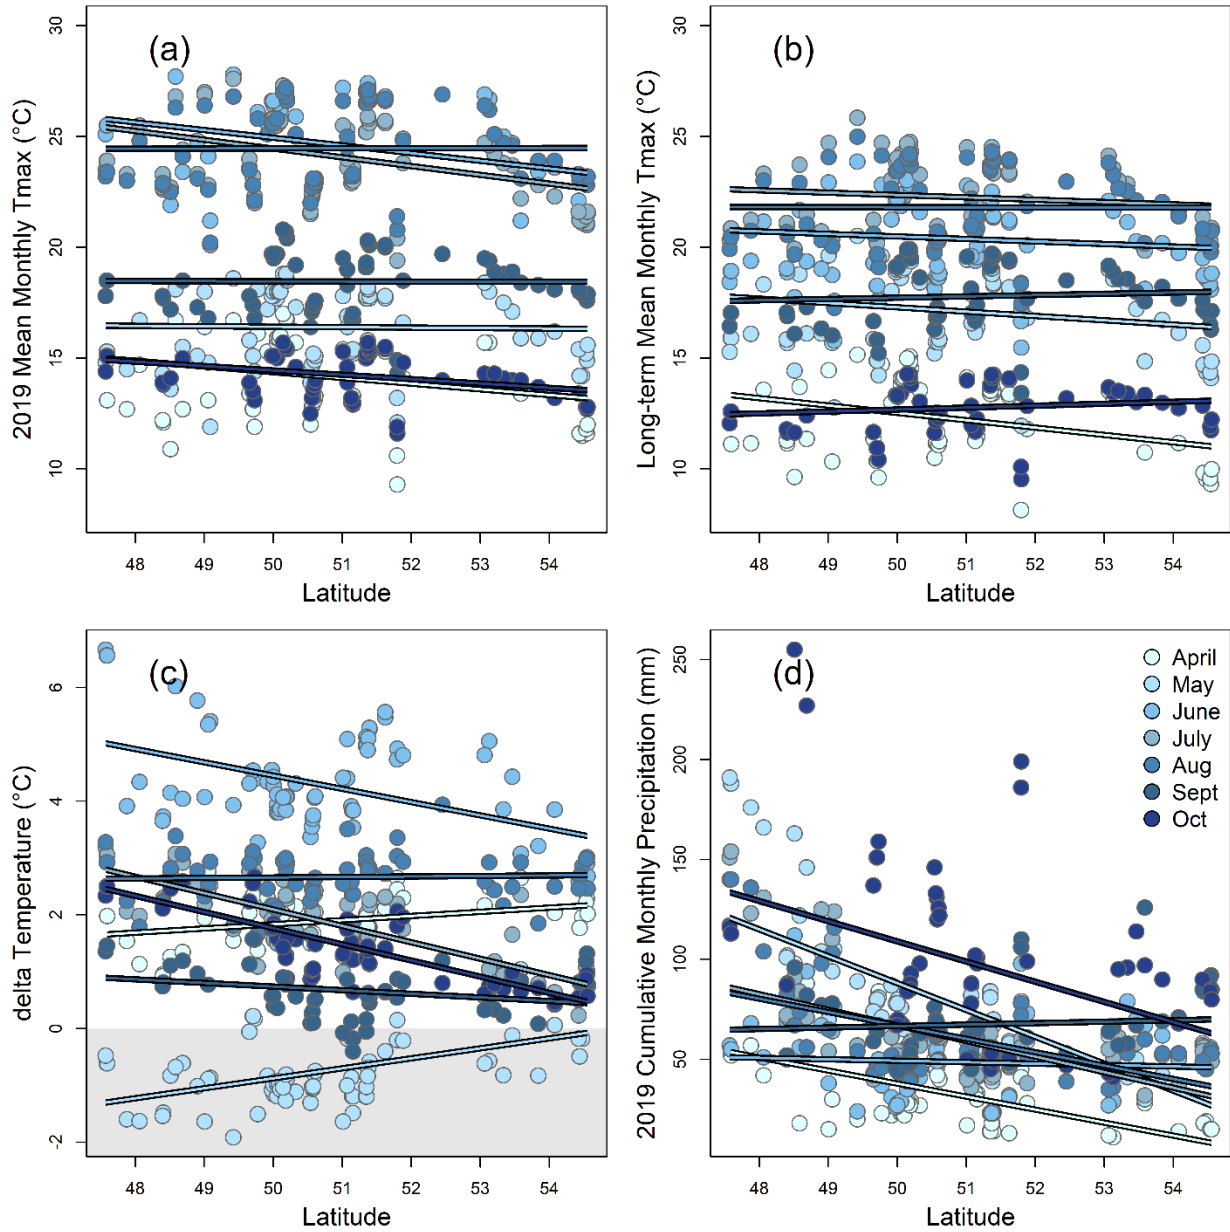 (a)
2019 Mean Monthly Tmax (°C)
30
25
20
15
10
48 49 50 51 52 53 54
Latitude
(b)
Long-term Mean Monthly Tmax (°C)
30
25
20
15
10
48 49 50 51 52 53 54
Latitude
(c)
delta Temperature (°C)
6
4
2
0
-2
48 49 50 51 52 53 54
Latitude
(d)
2019 Cumulative Monthly Precipitation (mm)
250
200
150
100
50
48 49 50 51 52 53 54
Latitude
April
May
June
July
Aug
Sept
Oct